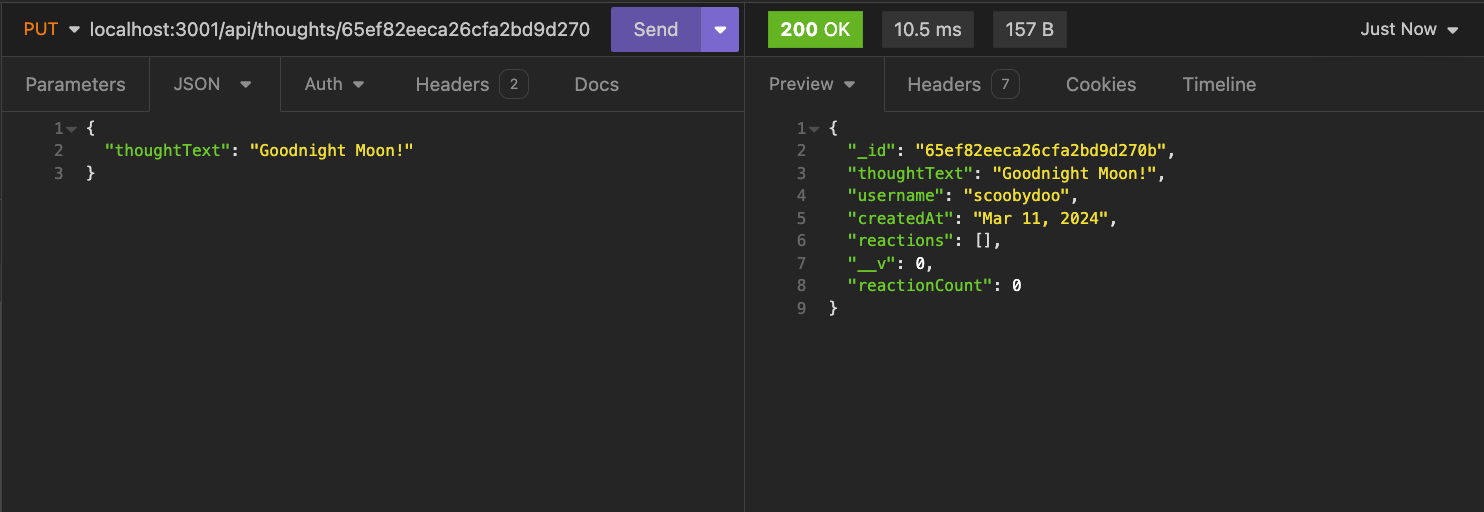 PUT localhost:3001/api/thoughts/65ef82eeca26cfa2bd9d270 Send 200 OK 10.5 ms 157 B Just Now
Parameters JSON Auth Headers 2 Docs Preview Headers 7 Cookies Timeline
1 {
2 "thoughtText": "Goodnight Moon!"
3 }
1 {
2 "_id": "65ef82eeca26cfa2bd9d270b",
3 "thoughtText": "Goodnight Moon!",
4 "username": "scoobydoo",
5 "createdAt": "Mar 11, 2024",
6 "reactions": [],
7 "__v": 0,
8 "reactionCount": 0
9 }